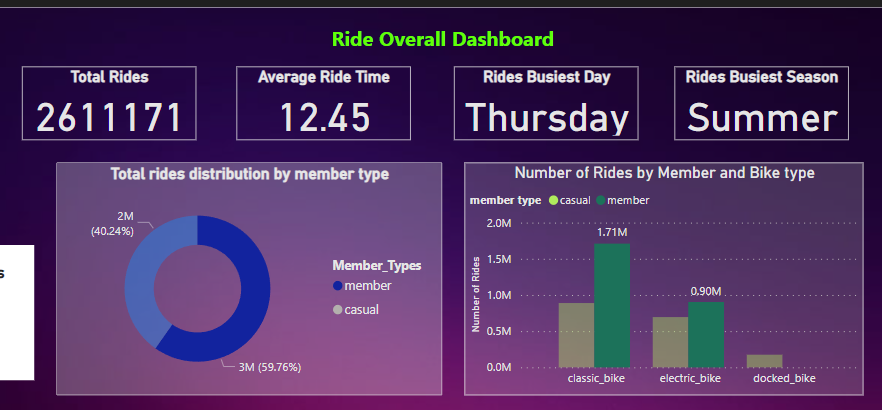 Ride Overall Dashboard
Total Rides
2611171
Average Ride Time
12.45
Rides Busiest Day
Thursday
Rides Busiest Season
Summer
s
Total rides distribution by member type
2M
(40.24%)
3M (59.76%)
Member_Types
member
casual
Number of Rides by Member and Bike type
member type casual member
Number of Rides
2.0M
1.5M
1.0M
0.5M
0.0M
1.71M
0.90M
classic_bike electric_bike docked_bike